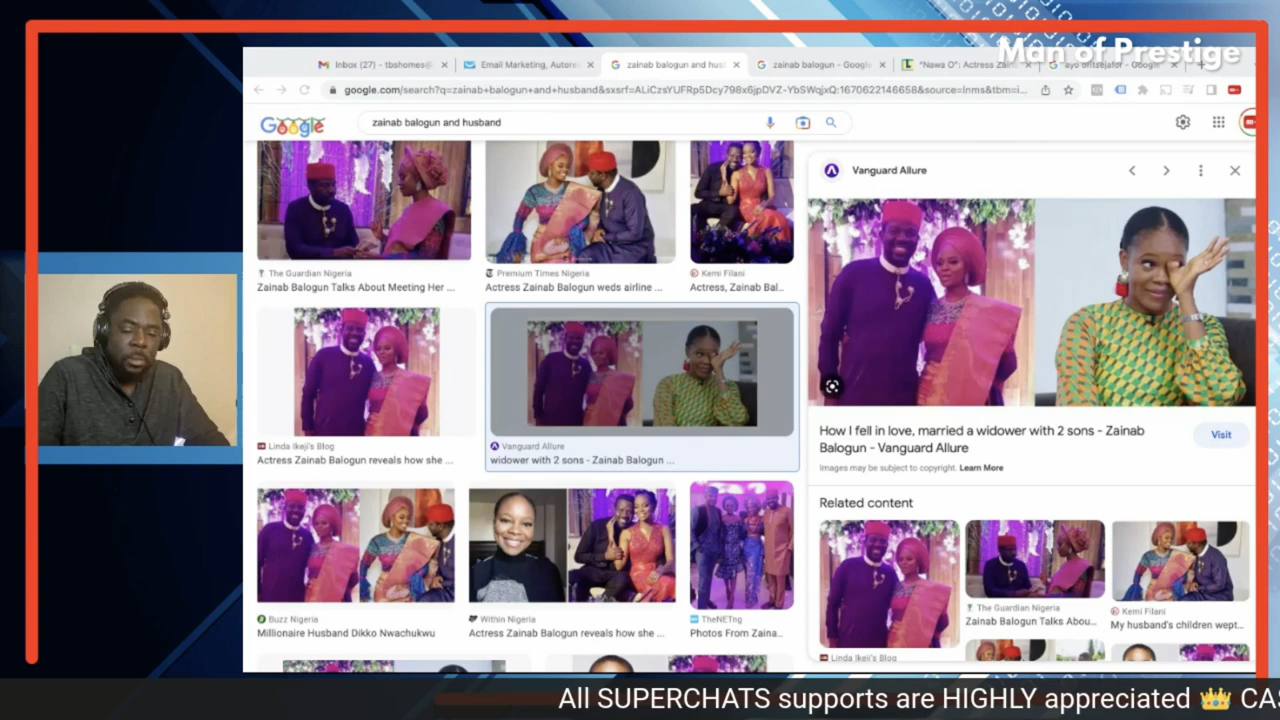 Man of Prestige
Inbox (27) - tbshomes@
Email Marketing, Autore
zainab balogun and hus
zainab balogun - Google
"Nawa O": Actress Zain
ayo oritsejafor - Google
google.com/search?q=zainab+balogun+and+husband&sxsrf=ALiCzsYUFRp5Dcy798x6jpDVZ-YbSWqjxQ:1670622146658&source=lnms&tbm=i...
Google
zainab balogun and husband
The Guardian Nigeria
Zainab Balogun Talks About Meeting Her ...
Premium Times Nigeria
Actress Zainab Balogun weds airline ...
Kemi Filani
Actress, Zainab Bal...
Linda Ikeji's Blog
Actress Zainab Balogun reveals how she ...
Vanguard Allure
widower with 2 sons - Zainab Balogun ...
Buzz Nigeria
Millionaire Husband Dikko Nwachukwu
Within Nigeria
Actress Zainab Balogun reveals how she ...
TheNETng
Photos From Zaina...
Vanguard Allure
How I fell in love, married a widower with 2 sons - Zainab
Balogun - Vanguard Allure
Visit
Images may be subject to copyright. Learn More
Related content
Linda Ikeji's Blog
The Guardian Nigeria
Zainab Balogun Talks Abou...
Kemi Filani
My husband's children wept...
All SUPERCHATS supports are HIGHLY appreciated 👑 CAS